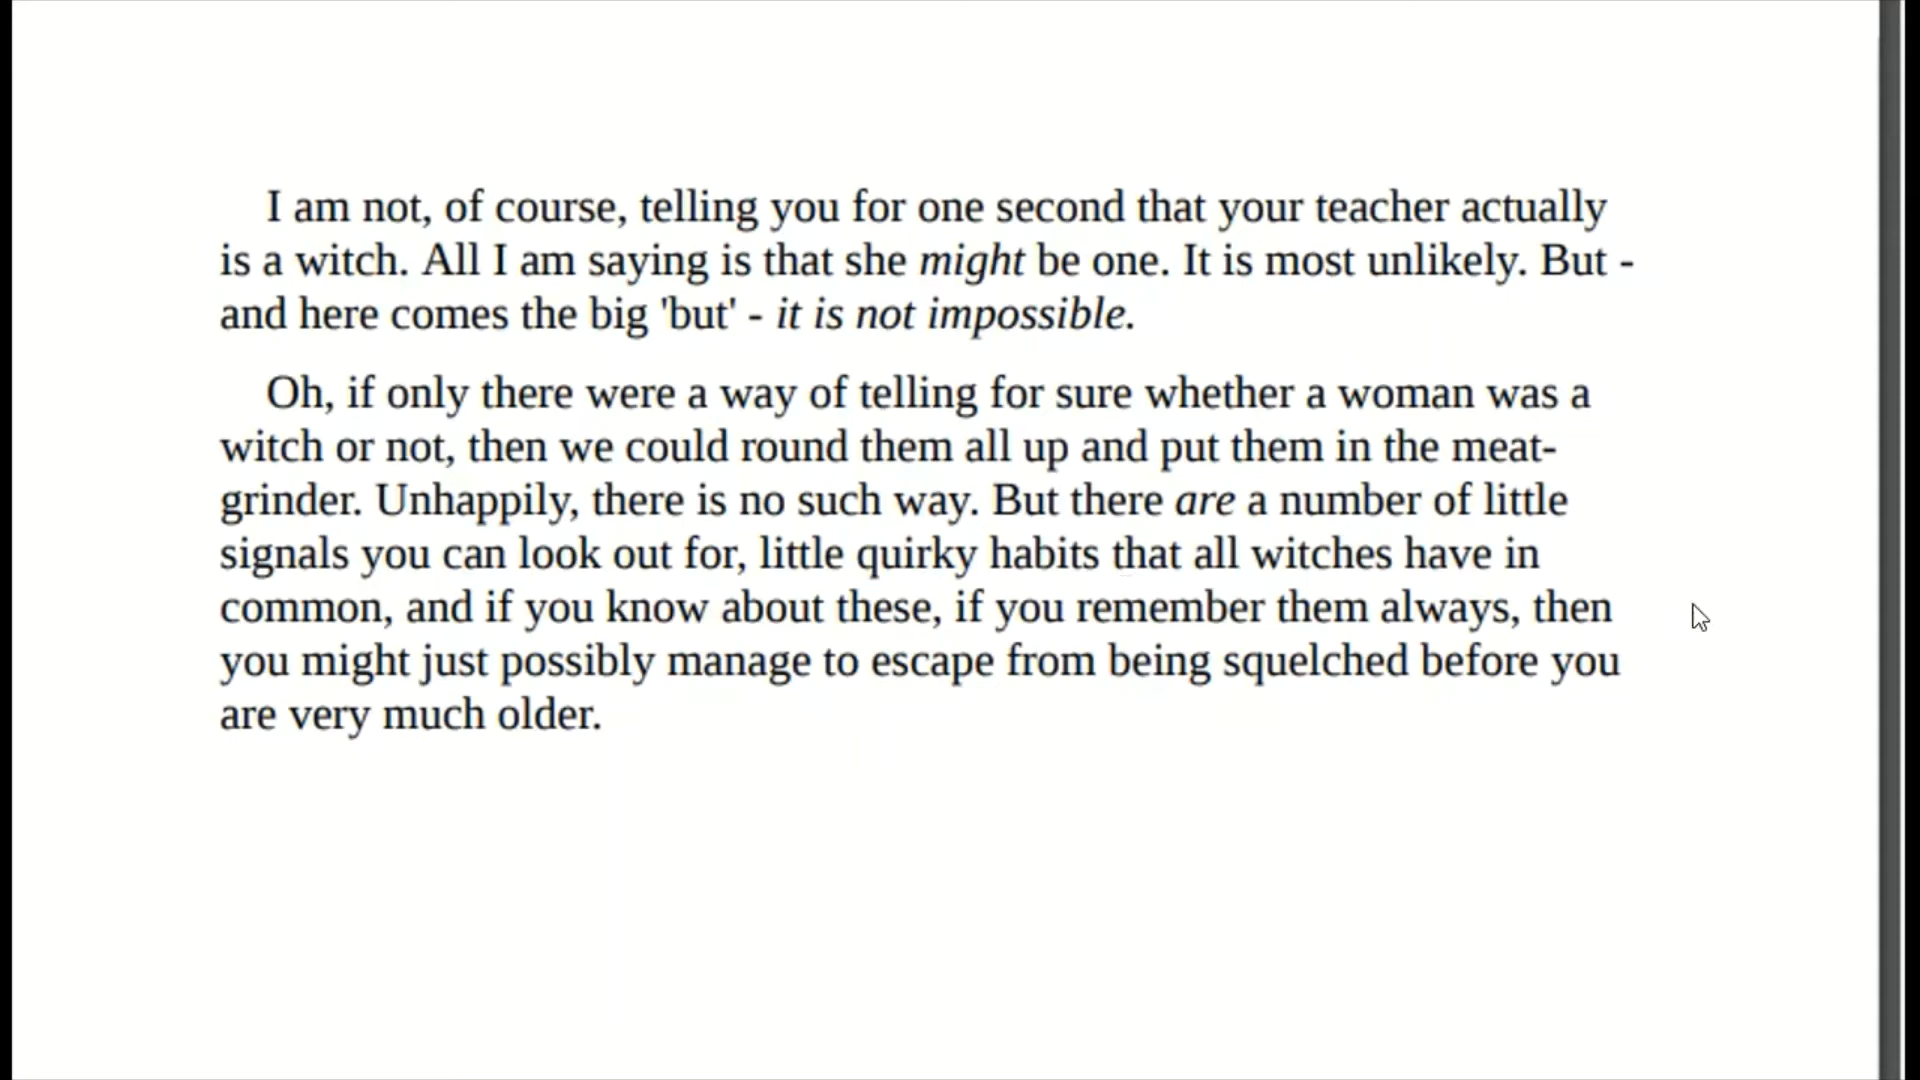 I am not, of course, telling you for one second that your teacher actually
is a witch. All I am saying is that she might be one. It is most unlikely. But -
and here comes the big 'but' - it is not impossible.
Oh, if only there were a way of telling for sure whether a woman was a
witch or not, then we could round them all up and put them in the meat-
grinder. Unhappily, there is no such way. But there are a number of little
signals you can look out for, little quirky habits that all witches have in
common, and if you know about these, if you remember them always, then
you might just possibly manage to escape from being squelched before you
are very much older.